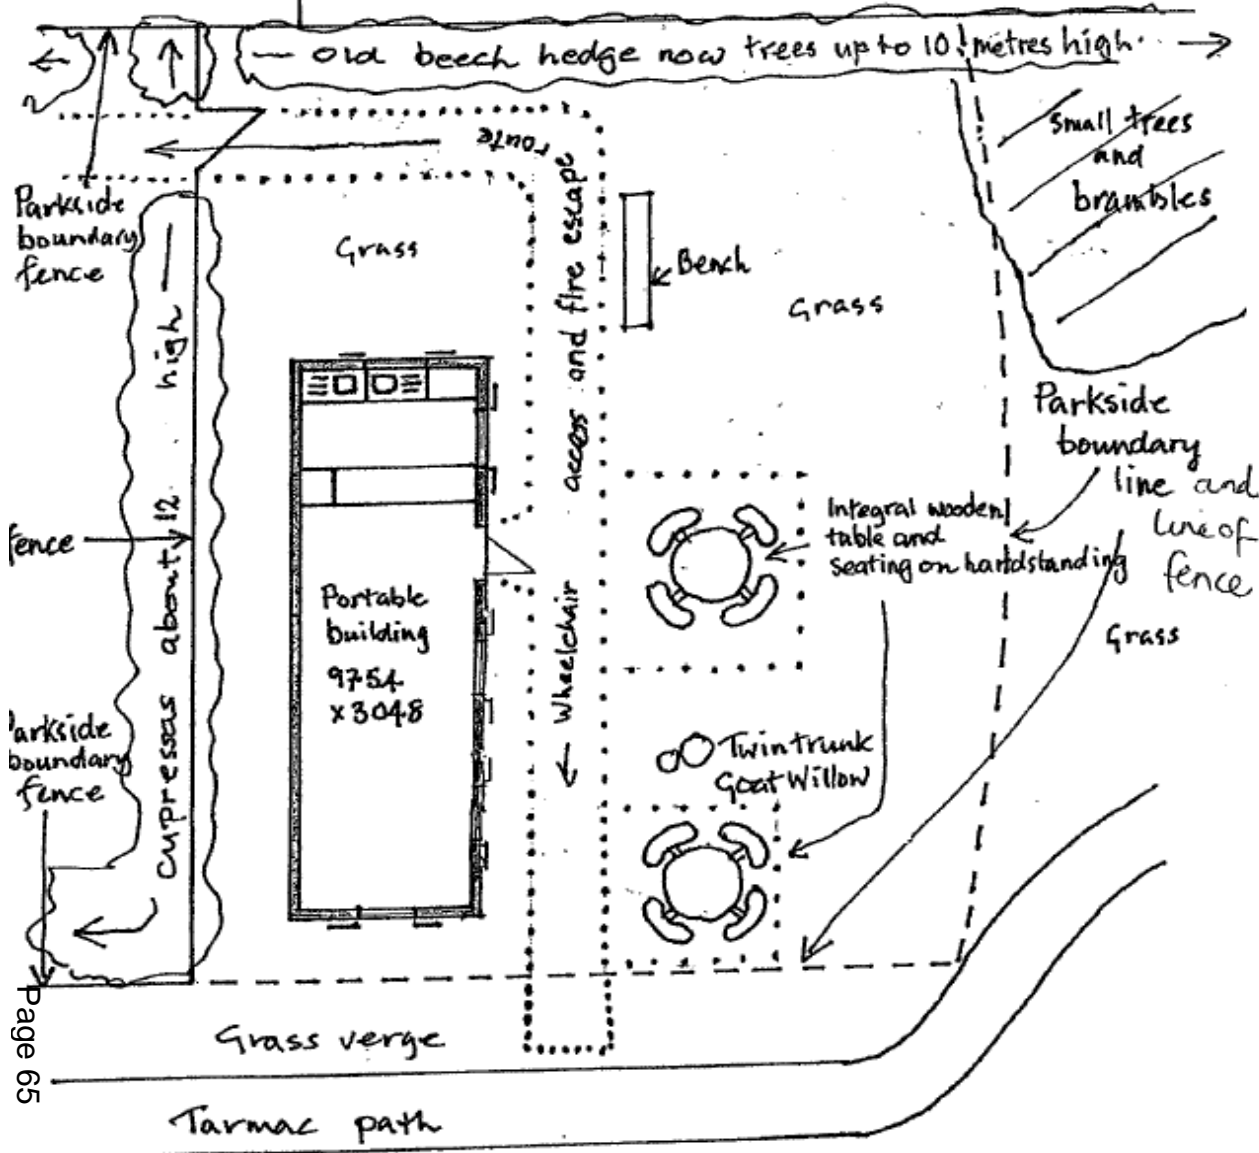 old beech hedge now trees up to 10 metres high.
small trees
and
brambles
route
access and fire escape
Wheelchair
Parkside
boundary
fence
Grass
Bench
Grass
cupressas about 12 high
Parkside
boundary
line and
line of
fence
Integral wooden
table and
seating on hardstanding
fence
Portable
building
9754
x 3048
Grass
Parkside
boundary
fence
Twin trunk
Goat Willow
Grass verge
Tarmac path
Page 65